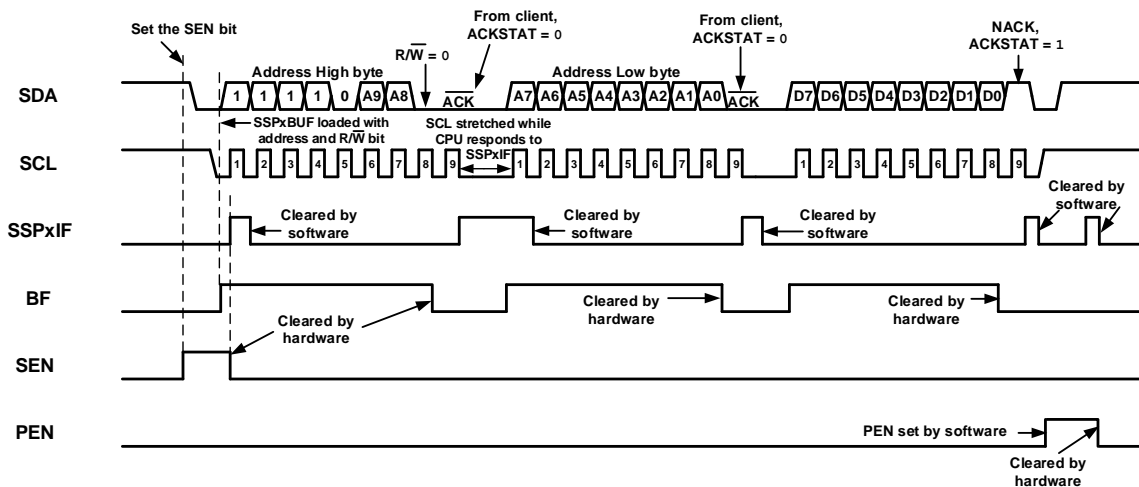 Set the SEN bit
From client,
ACKSTAT = 0
R/W = 0
From client,
ACKSTAT = 0
NACK,
ACKSTAT = 1
Address High byte
Address Low byte
SDA
1 1 1 1 0 A9 A8
ACK
A7 A6 A5 A4 A3 A2 A1 A0
ACK
D7 D6 D5 D4 D3 D2 D1 D0
SSPxBUF loaded with
address and R/W bit
SCL stretched while
CPU responds to
SSPxIF
SCL
1 2 3 4 5 6 7 8 9
1 2 3 4 5 6 7 8 9
1 2 3 4 5 6 7 8 9
SSPxIF
Cleared by
software
Cleared by
software
Cleared by
software
Cleared by
software
BF
Cleared by
hardware
Cleared by
hardware
Cleared by
hardware
SEN
PEN
PEN set by software
Cleared by
hardware